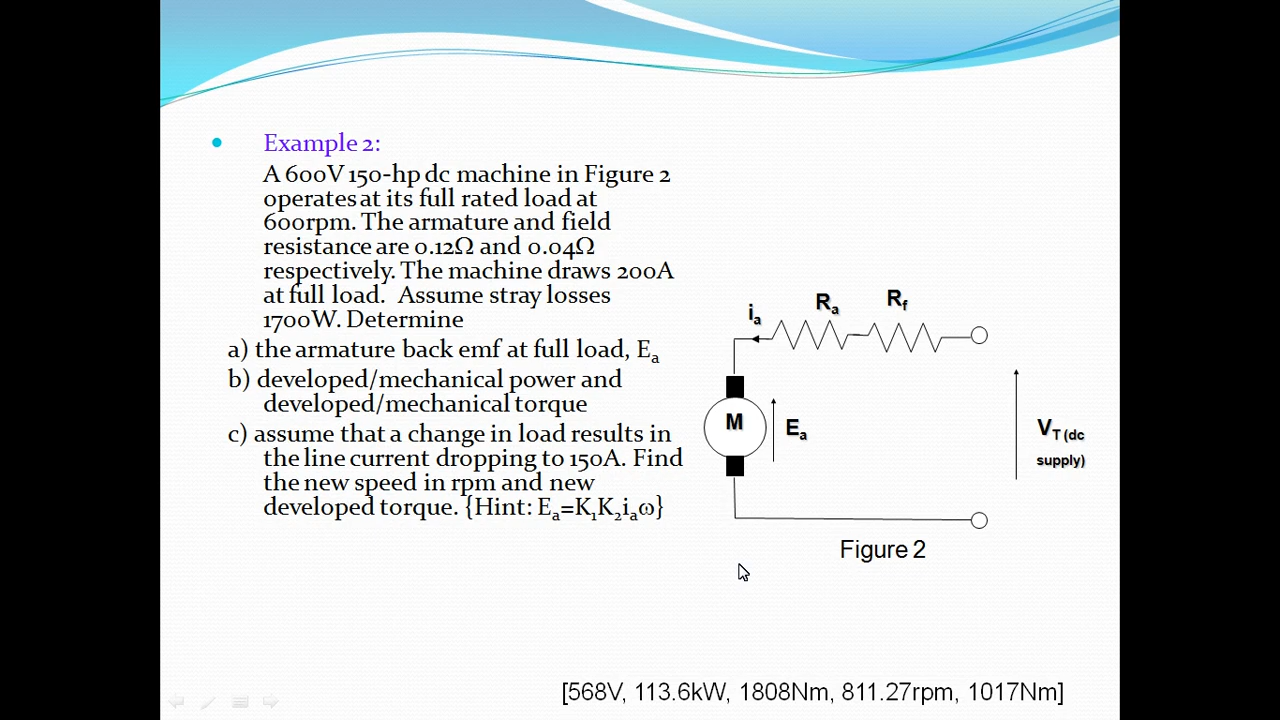 Example 2:
A 600V 150-hp dc machine in Figure 2
operates at its full rated load at
600rpm. The armature and field
resistance are 0.12Ω and 0.04Ω
respectively. The machine draws 200A
at full load. Assume stray losses
1700W. Determine
a) the armature back emf at full load, Ea
b) developed/mechanical power and
developed/mechanical torque
c) assume that a change in load results in
the line current dropping to 150A. Find
the new speed in rpm and new
developed torque. {Hint: Ea=K1K2iaω}
ia
Ra
Rf
M
Ea
VT (dc
supply)
Figure 2
[568V, 113.6kW, 1808Nm, 811.27rpm, 1017Nm]